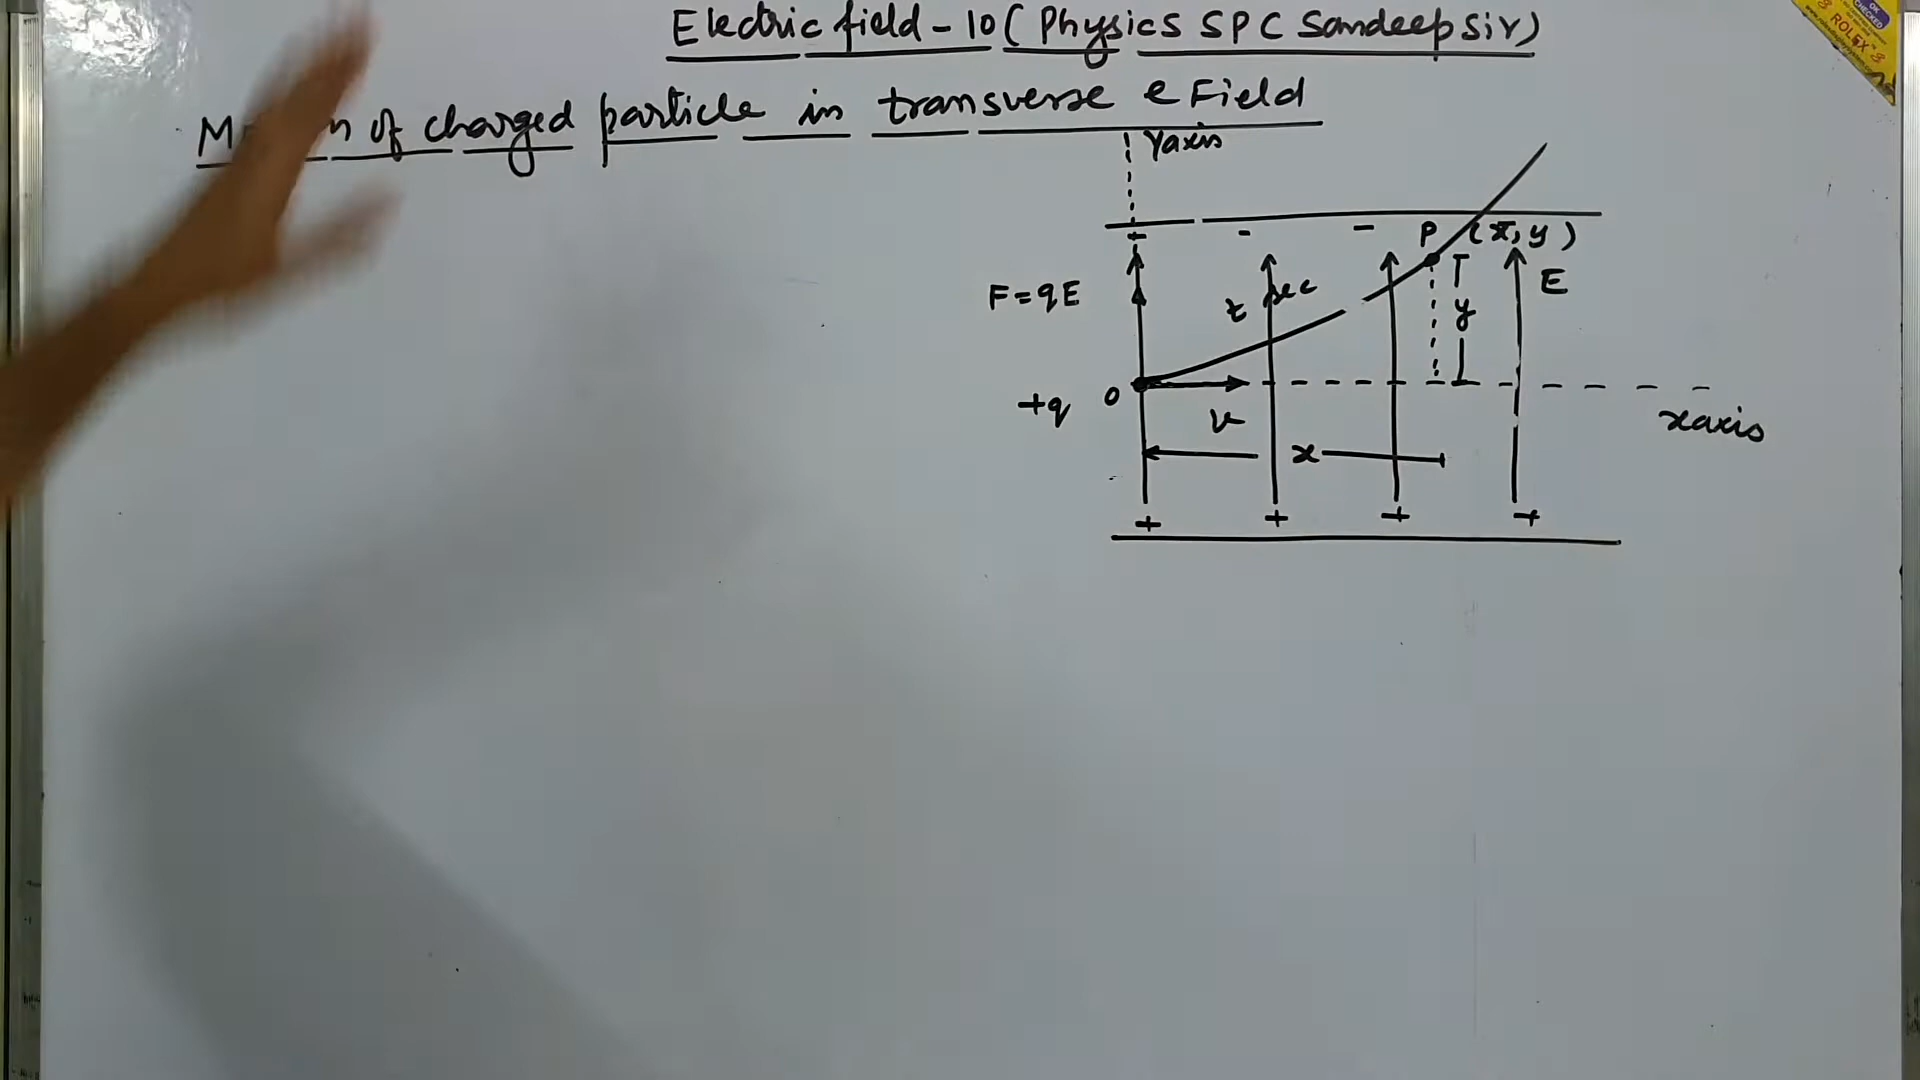 Electric field - 10 ( Physics SPC Sandeep Sir )
of charged particle in transverse e Field
Y axis
- - -
P (x, y)
F = qE
t sec
y
E
+q
O
v
x axis
x
+ + + +
ROLEX